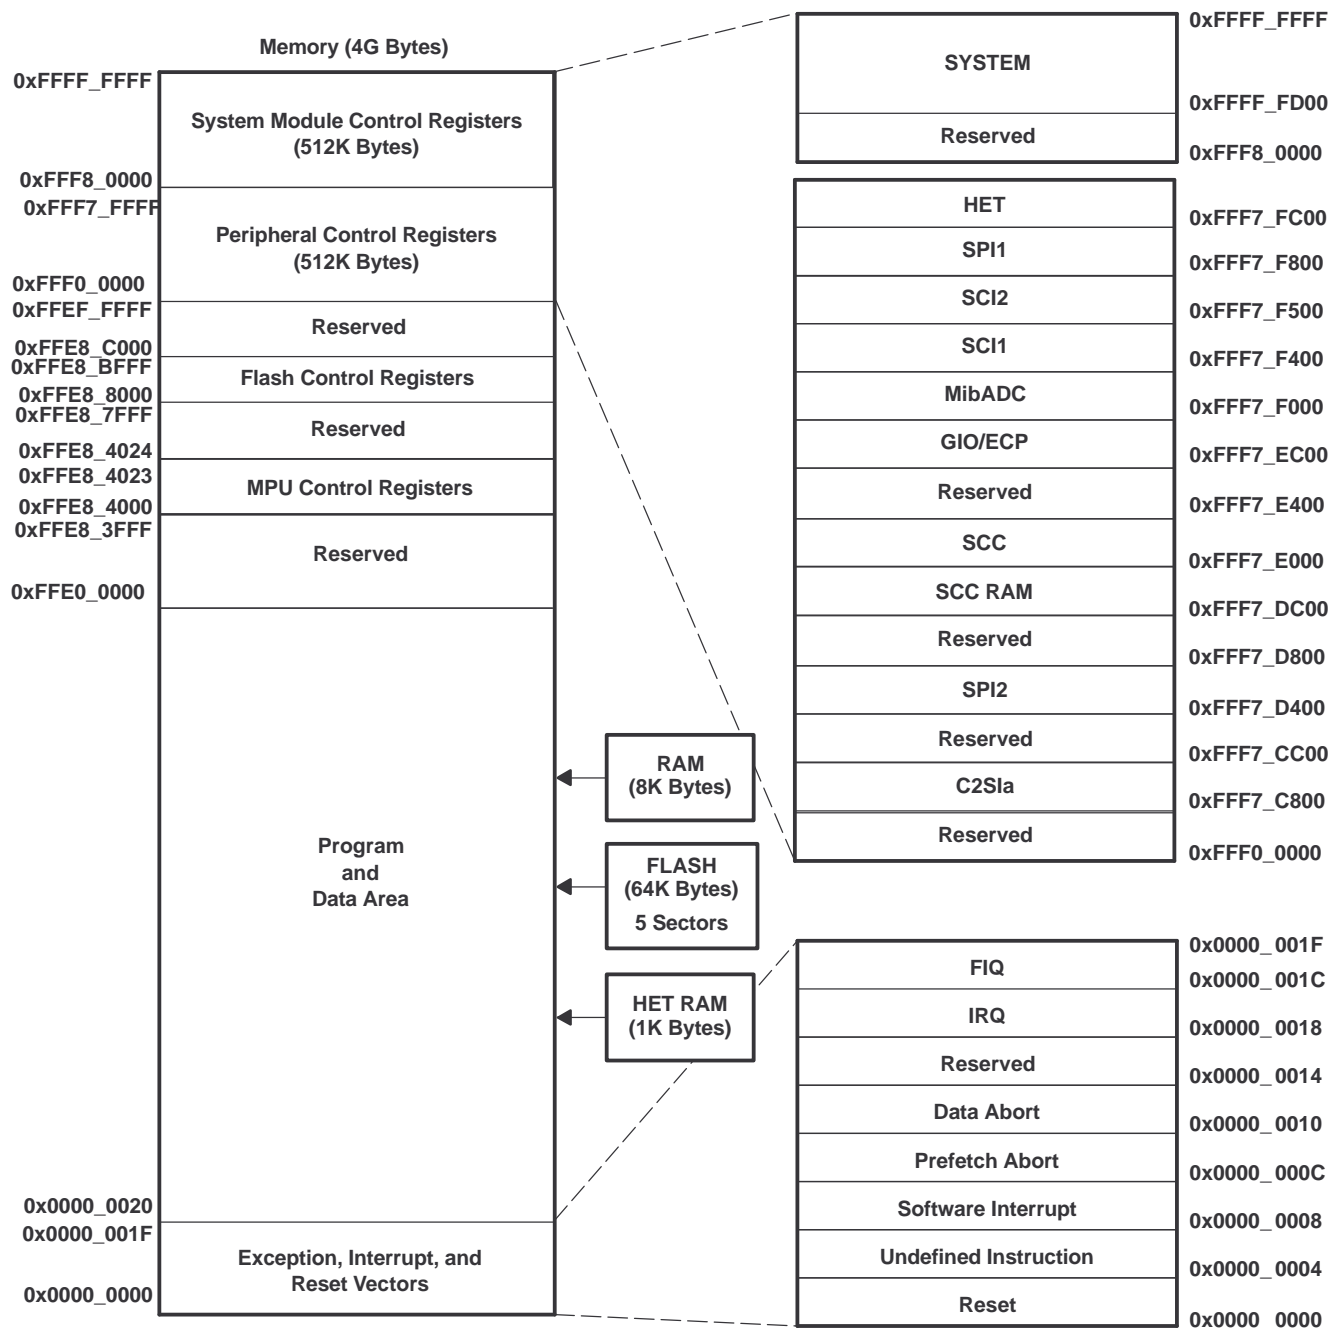 Memory (4G Bytes)
0xFFFF_FFFF
System Module Control Registers
(512K Bytes)
0xFFF8_0000
0xFFF7_FFFF
Peripheral Control Registers
(512K Bytes)
0xFFF0_0000
0xFFEF_FFFF
Reserved
0xFFE8_C000
0xFFE8_BFFF
Flash Control Registers
0xFFE8_8000
0xFFE8_7FFF
Reserved
0xFFE8_4024
0xFFE8_4023
MPU Control Registers
0xFFE8_4000
0xFFE8_3FFF
Reserved
0xFFE0_0000
Program
and
Data Area
0x0000_0020
0x0000_001F
Exception, Interrupt, and
Reset Vectors
0x0000_0000
RAM
(8K Bytes)
FLASH
(64K Bytes)
5 Sectors
HET RAM
(1K Bytes)
0xFFFF_FFFF
SYSTEM
0xFFFF_FD00
Reserved
0xFFF8_0000
HET
0xFFF7_FC00
SPI1
0xFFF7_F800
SCI2
0xFFF7_F500
SCI1
0xFFF7_F400
MibADC
0xFFF7_F000
GIO/ECP
0xFFF7_EC00
Reserved
0xFFF7_E400
SCC
0xFFF7_E000
SCC RAM
0xFFF7_DC00
Reserved
0xFFF7_D800
SPI2
0xFFF7_D400
Reserved
0xFFF7_CC00
C2SIa
0xFFF7_C800
Reserved
0xFFF0_0000
0x0000_001F
FIQ
0x0000_001C
IRQ
0x0000_0018
Reserved
0x0000_0014
Data Abort
0x0000_0010
Prefetch Abort
0x0000_000C
Software Interrupt
0x0000_0008
Undefined Instruction
0x0000_0004
Reset
0x0000_0000